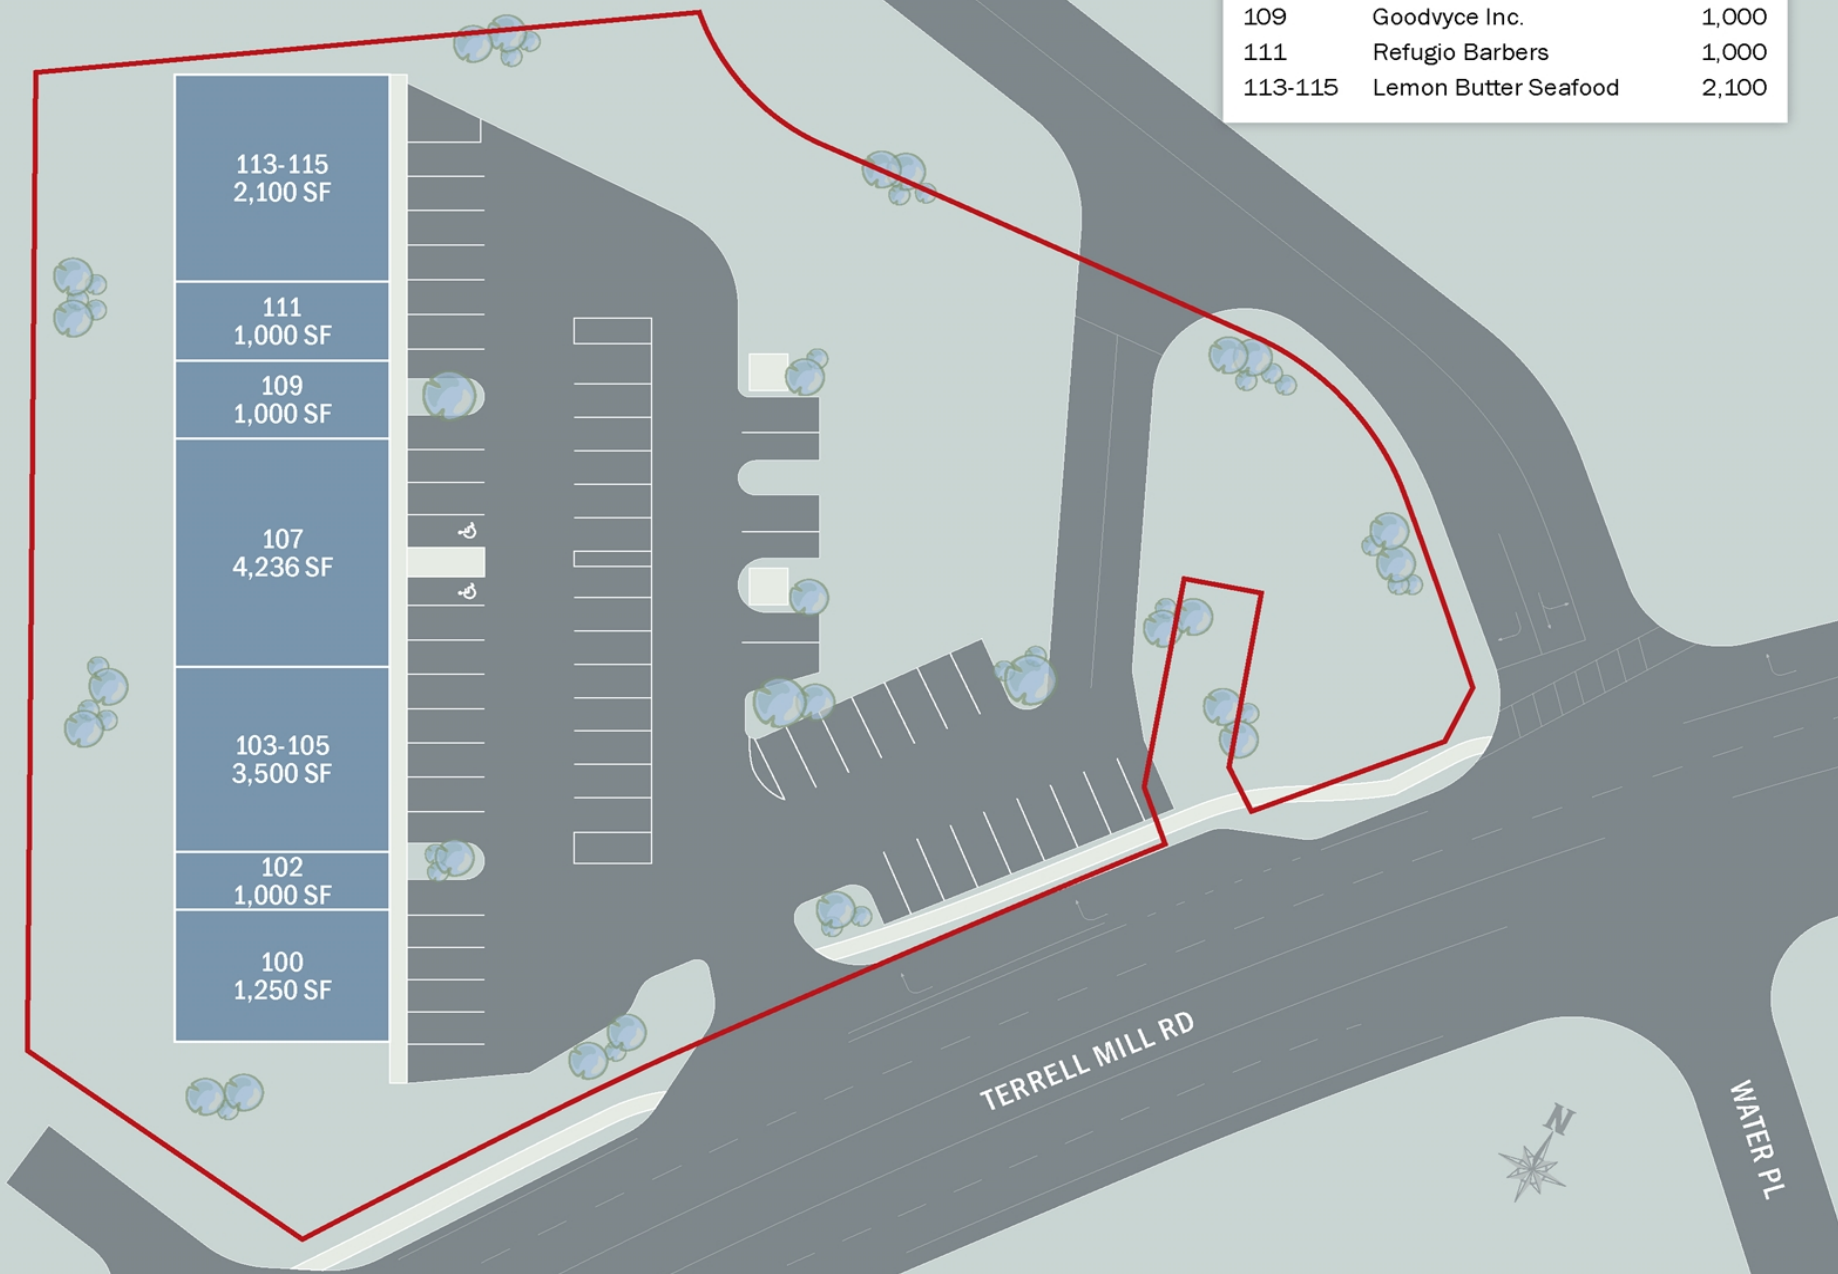 109 Goodvyce Inc. 1,000
111 Refugio Barbers 1,000
113-115 Lemon Butter Seafood 2,100
113-115
2,100 SF
111
1,000 SF
109
1,000 SF
107
4,236 SF
103-105
3,500 SF
102
1,000 SF
100
1,250 SF
TERRELL MILL RD
WATER PL
N